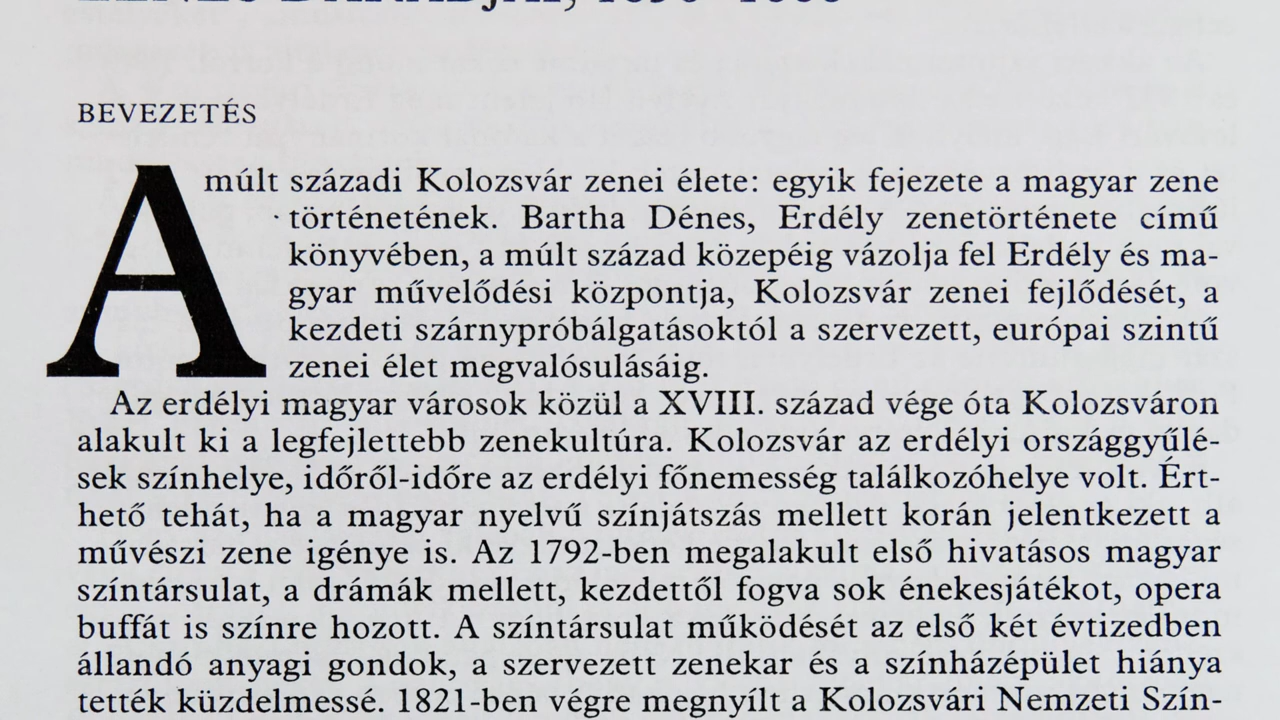 BEVEZETÉS
A múlt századi Kolozsvár zenei élete: egyik fejezete a magyar zene
történetének. Bartha Dénes, Erdély zenetörténete című
könyvében, a múlt század közepéig vázolja fel Erdély és ma-
gyar művelődési központja, Kolozsvár zenei fejlődését, a
kezdeti szárnypróbálgatásoktól a szervezett, európai szintű
zenei élet megvalósulásáig.
Az erdélyi magyar városok közül a XVIII. század vége óta Kolozsváron
alakult ki a legfejlettebb zenekultúra. Kolozsvár az erdélyi országgyűlé-
sek színhelye, időről-időre az erdélyi főnemesség találkozóhelye volt. Ért-
hető tehát, ha a magyar nyelvű színjátszás mellett korán jelentkezett a
művészi zene igénye is. Az 1792-ben megalakult első hivatásos magyar
színtársulat, a drámák mellett, kezdettől fogva sok énekesjátékot, opera
buffát is színre hozott. A színtársulat működését az első két évtizedben
állandó anyagi gondok, a szervezett zenekar és a színházépület hiánya
tették küzdelmessé. 1821-ben végre megnyílt a Kolozsvári Nemzeti Szín-